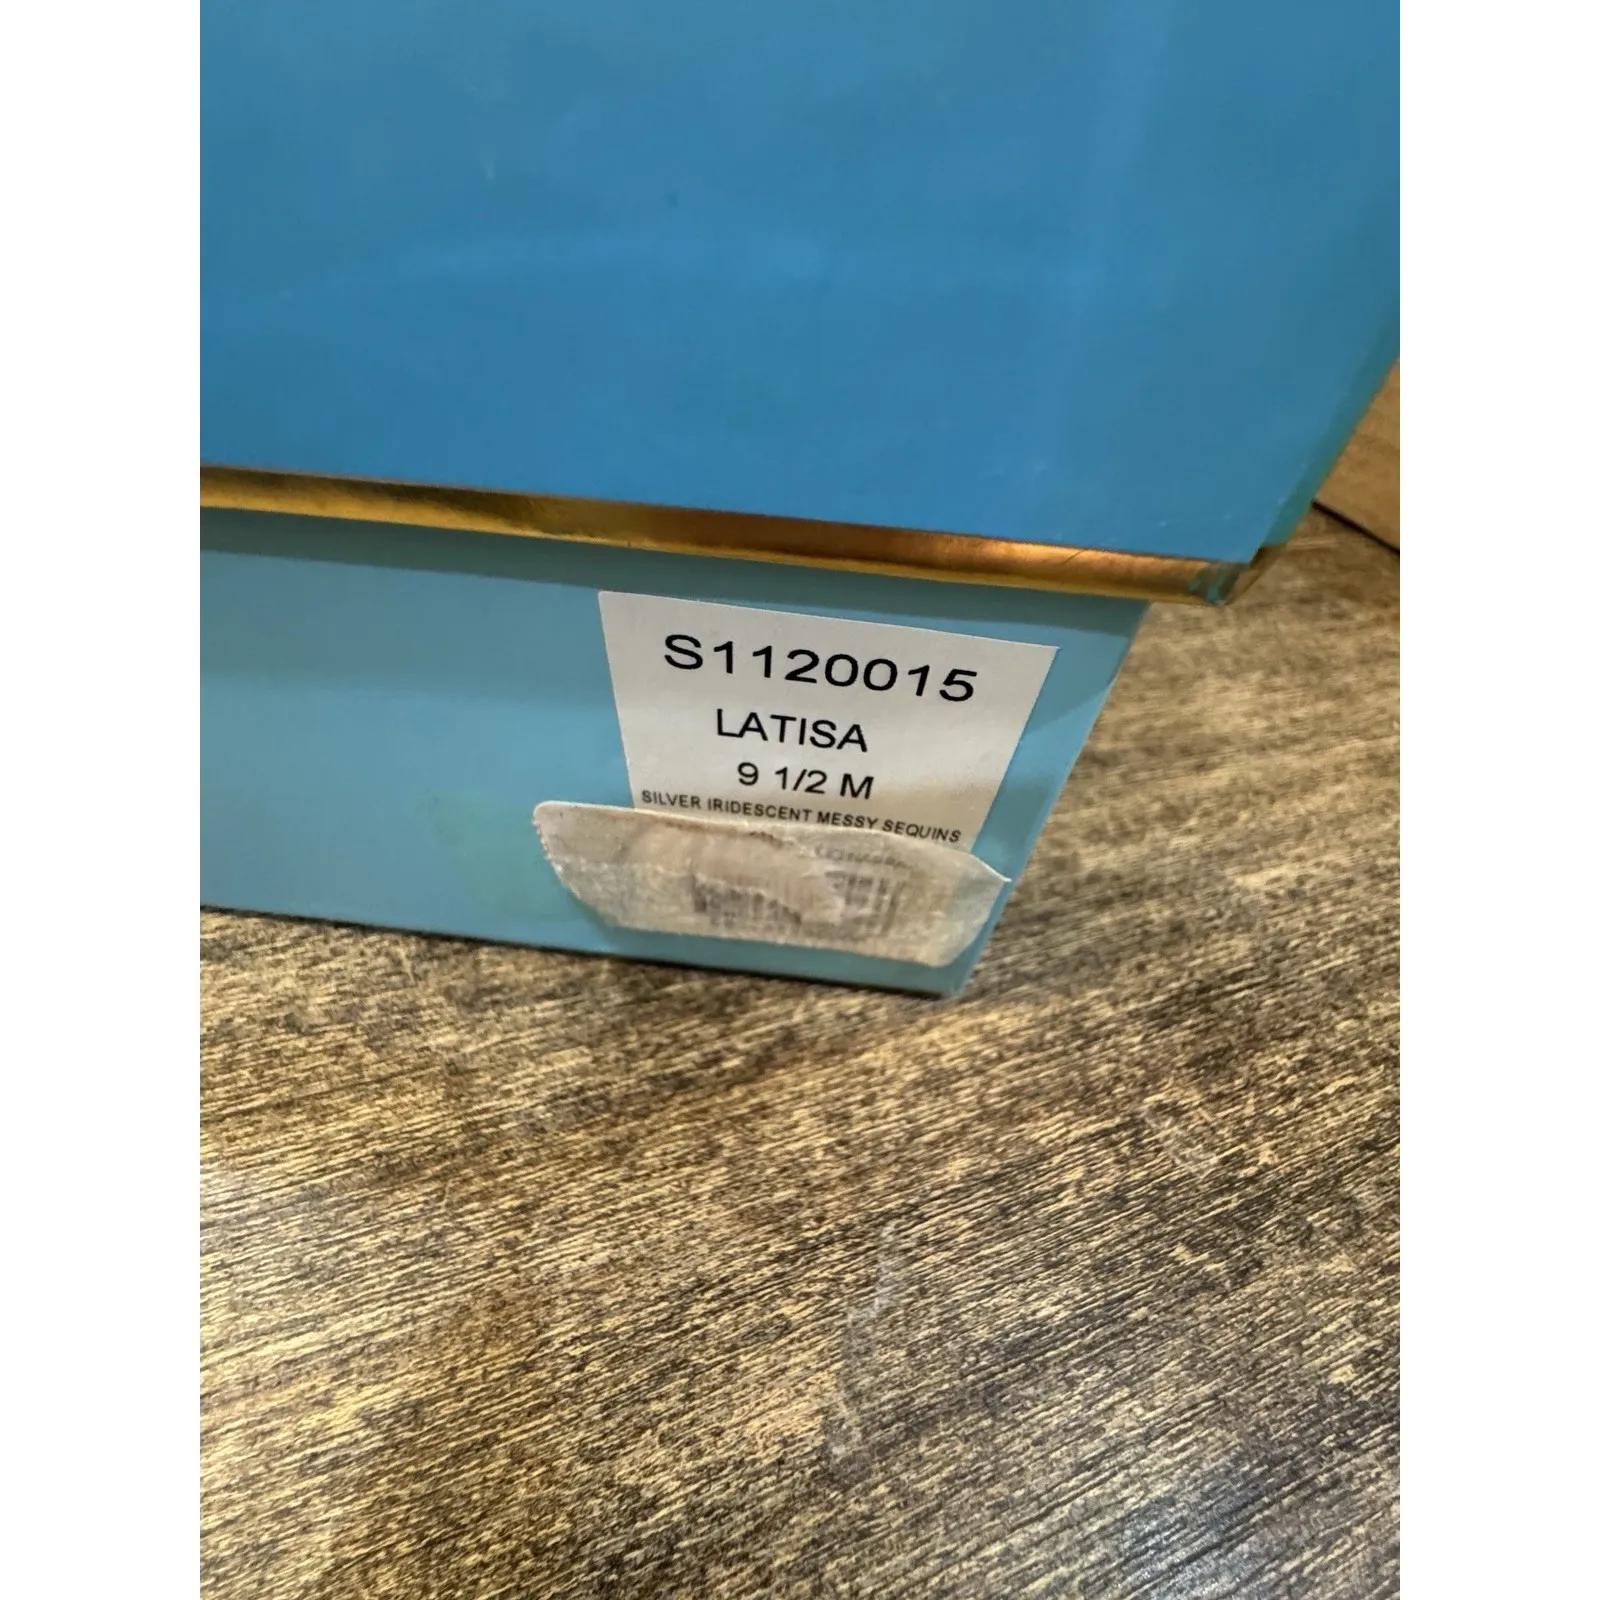 S1120015
LATISA
9 1/2 M
SILVER IRIDESCENT MESSY SEQUINS